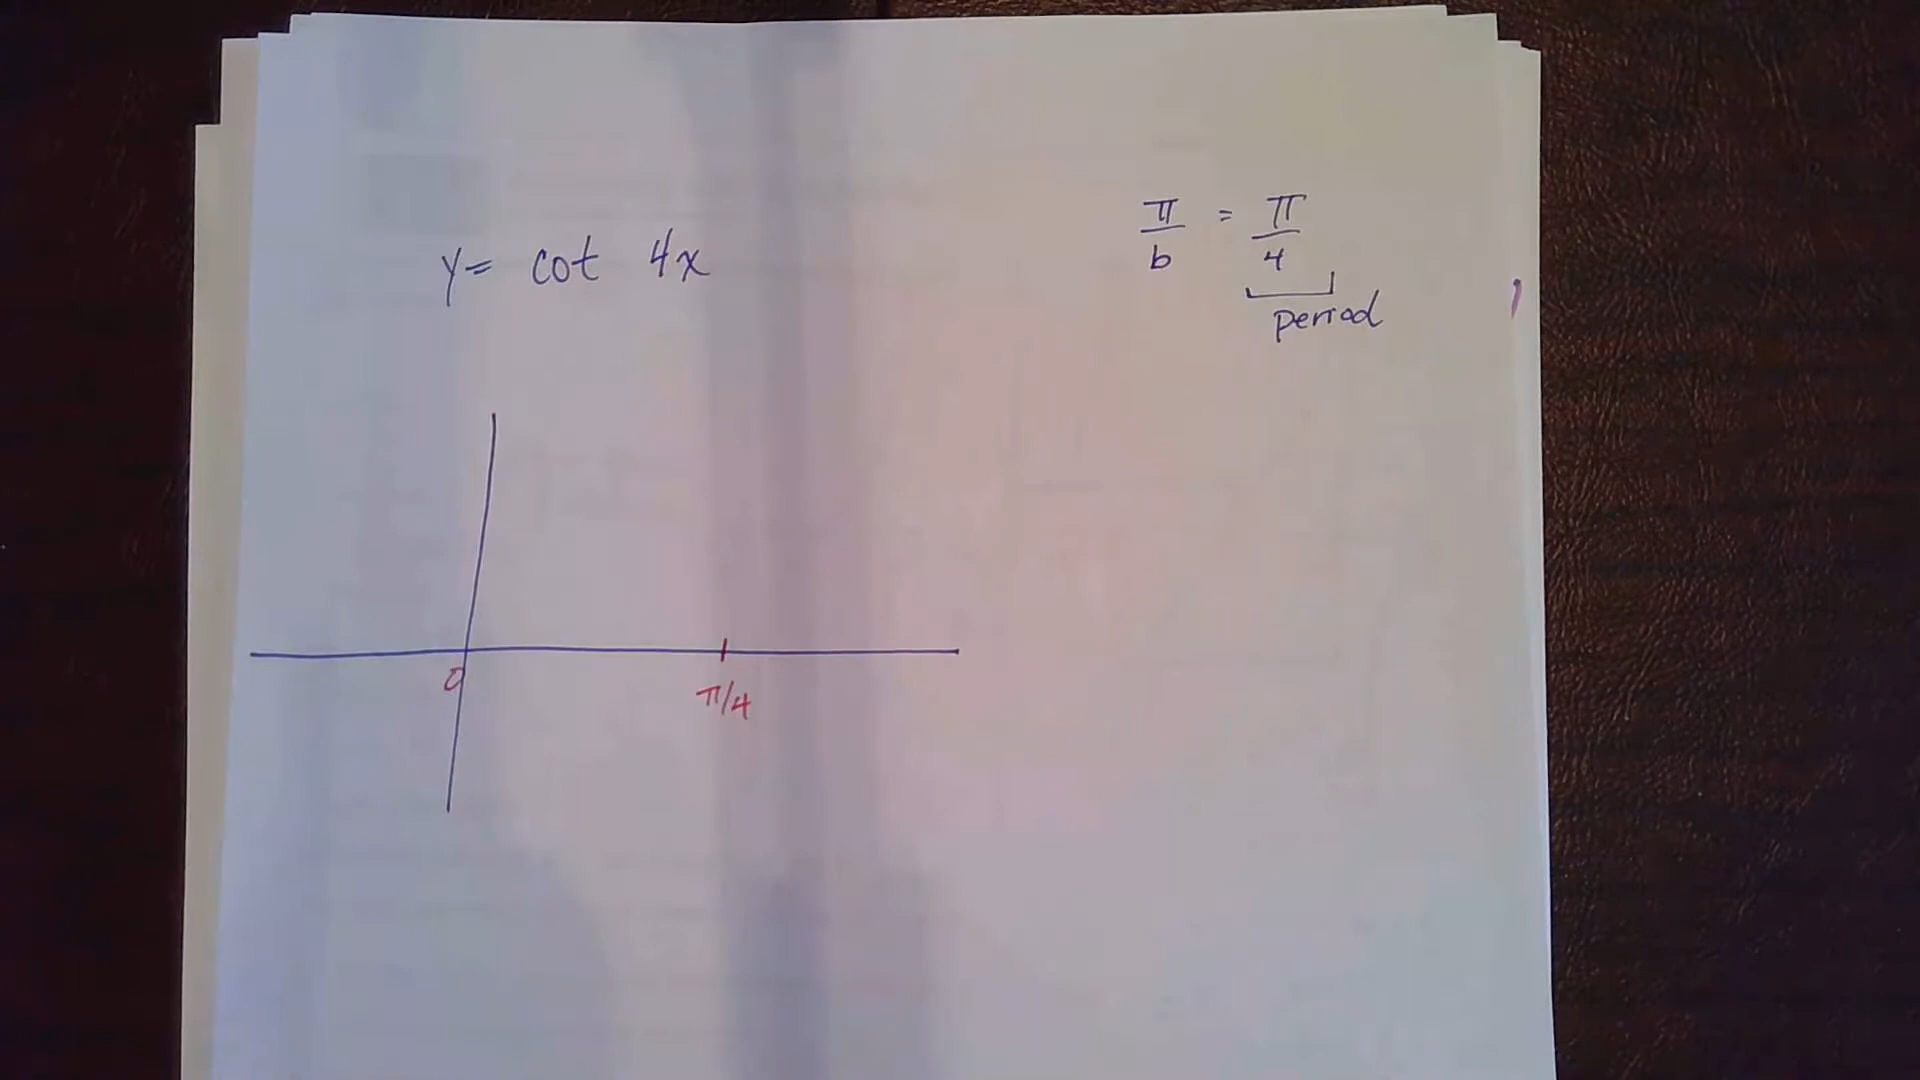 y = cot 4x
π/b = π/4
period
0
π/4